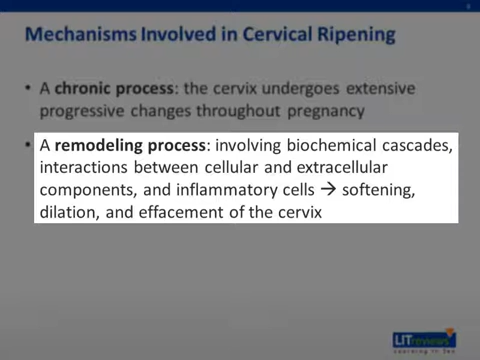 Mechanisms Involved in Cervical Ripening
• A chronic process: the cervix undergoes extensive
progressive changes throughout pregnancy
• A remodeling process: involving biochemical cascades,
interactions between cellular and extracellular
components, and inflammatory cells → softening,
dilation, and effacement of the cervix
LITreviews